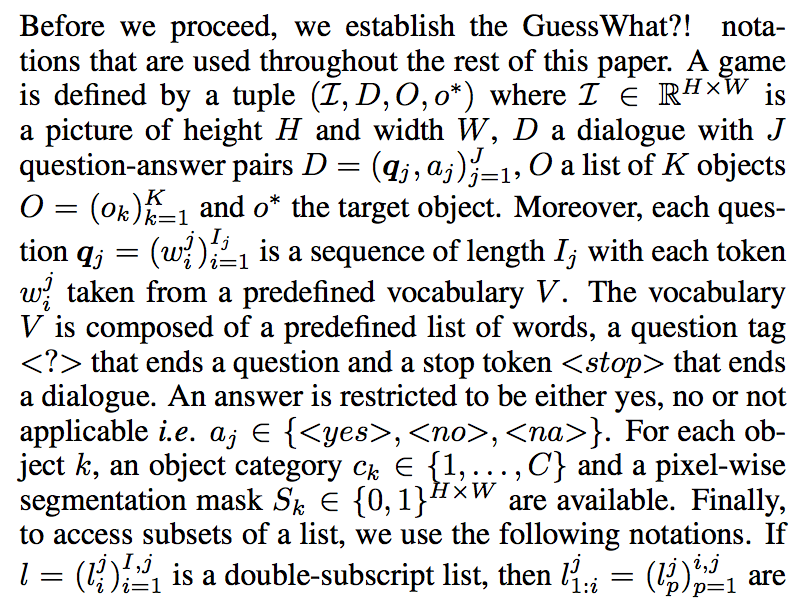 Before we proceed, we establish the GuessWhat?! nota-
tions that are used throughout the rest of this paper. A game
is defined by a tuple $(\mathcal{I}, D, O, o^*)$ where $\mathcal{I} \in \mathbb{R}^{H \times W}$ is
a picture of height $H$ and width $W$, $D$ a dialogue with $J$
question-answer pairs $D = (\boldsymbol{q}_j, a_j)_{j=1}^{J}$, $O$ a list of $K$ objects
$O = (o_k)_{k=1}^{K}$ and $o^*$ the target object. Moreover, each ques-
tion $\boldsymbol{q}_j = (w_i^j)_{i=1}^{I_j}$ is a sequence of length $I_j$ with each token
$w_i^j$ taken from a predefined vocabulary $V$. The vocabulary
$V$ is composed of a predefined list of words, a question tag
<?> that ends a question and a stop token <stop> that ends
a dialogue. An answer is restricted to be either yes, no or not
applicable i.e. $a_j \in \{<yes>, <no>, <na>\}$. For each ob-
ject $k$, an object category $c_k \in \{1, \ldots, C\}$ and a pixel-wise
segmentation mask $S_k \in \{0, 1\}^{H \times W}$ are available. Finally,
to access subsets of a list, we use the following notations. If
$l = (l_i^j)_{i=1}^{I,j}$ is a double-subscript list, then $l_{1:i}^j = (l_p^j)_{p=1}^{i,j}$ are